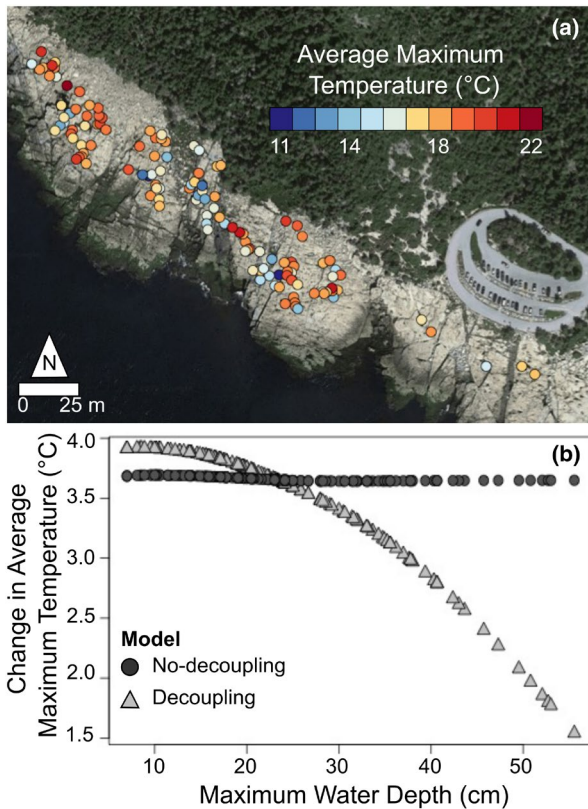 (a)
Average Maximum
Temperature (°C)
11 14 18 22
N
0 25 m
(b)
Change in Average
Maximum Temperature (°C)
4.0
3.5
3.0
2.5
2.0
1.5
Model
No-decoupling
Decoupling
10 20 30 40 50
Maximum Water Depth (cm)